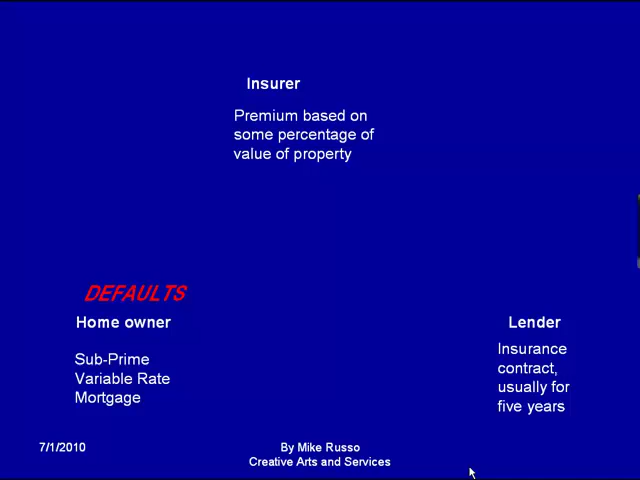 Insurer
Premium based on
some percentage of
value of property
DEFAULTS
Home owner
Sub-Prime
Variable Rate
Mortgage
Lender
Insurance
contract,
usually for
five years
7/1/2010
By Mike Russo
Creative Arts and Services